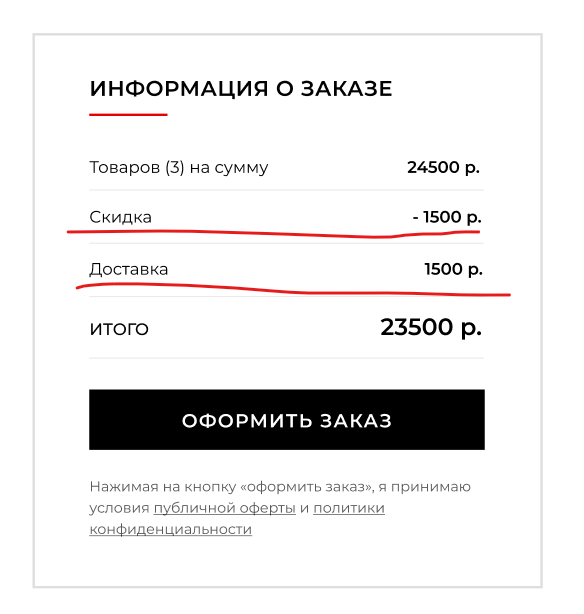 ИНФОРМАЦИЯ О ЗАКАЗЕ
Товаров (3) на сумму 24500 р.
Скидка - 1500 р.
Доставка 1500 р.
ИТОГО 23500 р.
ОФОРМИТЬ ЗАКАЗ
Нажимая на кнопку «оформить заказ», я принимаю
условия публичной оферты и политики
конфиденциальности